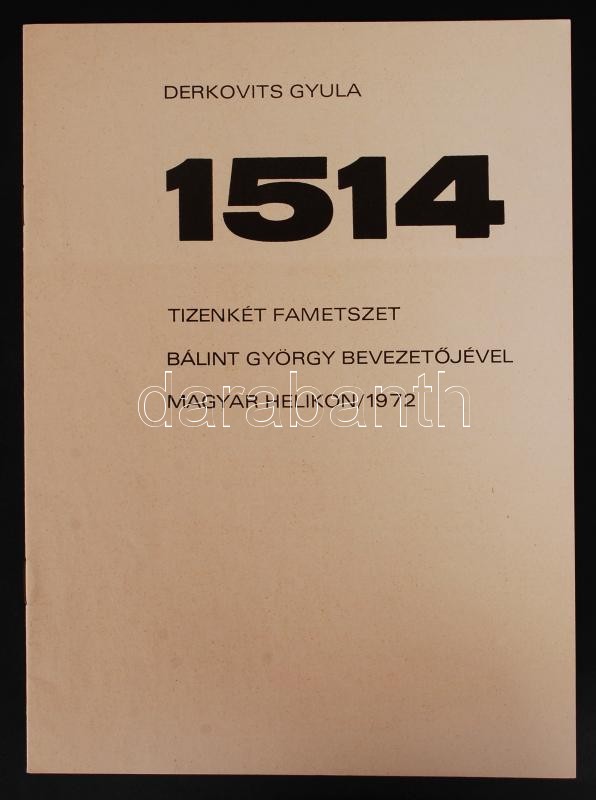 DERKOVITS GYULA
1514
TIZENKÉT FAMETSZET
BÁLINT GYÖRGY BEVEZETŐJÉVEL
MAGYAR HELIKON/1972
darabanth